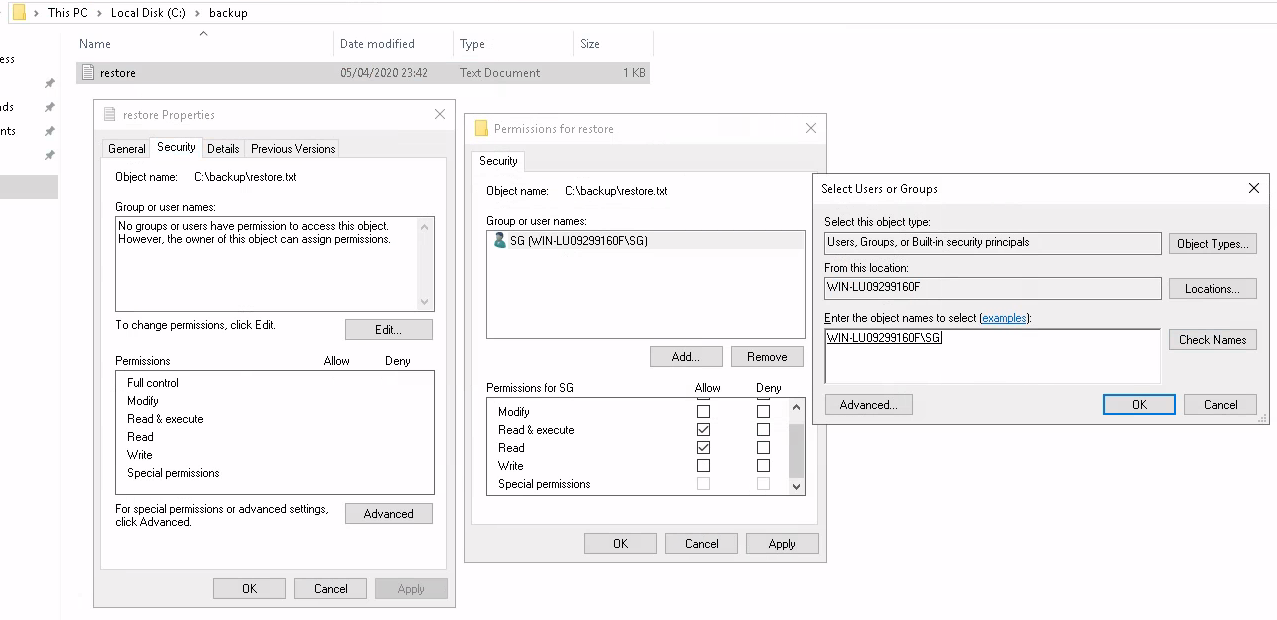 This PC > Local Disk (C:) > backup
Name Date modified Type Size
ess
restore 05/04/2020 23:42 Text Document 1 KB
ads
nts
restore Properties
General Security Details Previous Versions
Object name: C:\backup\restore.txt
Group or user names:
No groups or users have permission to access this object.
However, the owner of this object can assign permissions.
To change permissions, click Edit.
Edit...
Permissions Allow Deny
Full control
Modify
Read & execute
Read
Write
Special permissions
For special permissions or advanced settings,
click Advanced.
Advanced
OK Cancel Apply
Permissions for restore
Security
Object name: C:\backup\restore.txt
Group or user names:
SG (WIN-LU09299160F\SG)
Add... Remove
Permissions for SG Allow Deny
Modify
Read & execute
Read
Write
Special permissions
OK Cancel Apply
Select Users or Groups
Select this object type:
Users, Groups, or Built-in security principals
Object Types...
From this location:
WIN-LU09299160F
Locations...
Enter the object names to select (examples):
WIN-LU09299160F\SG
Check Names
Advanced...
OK Cancel